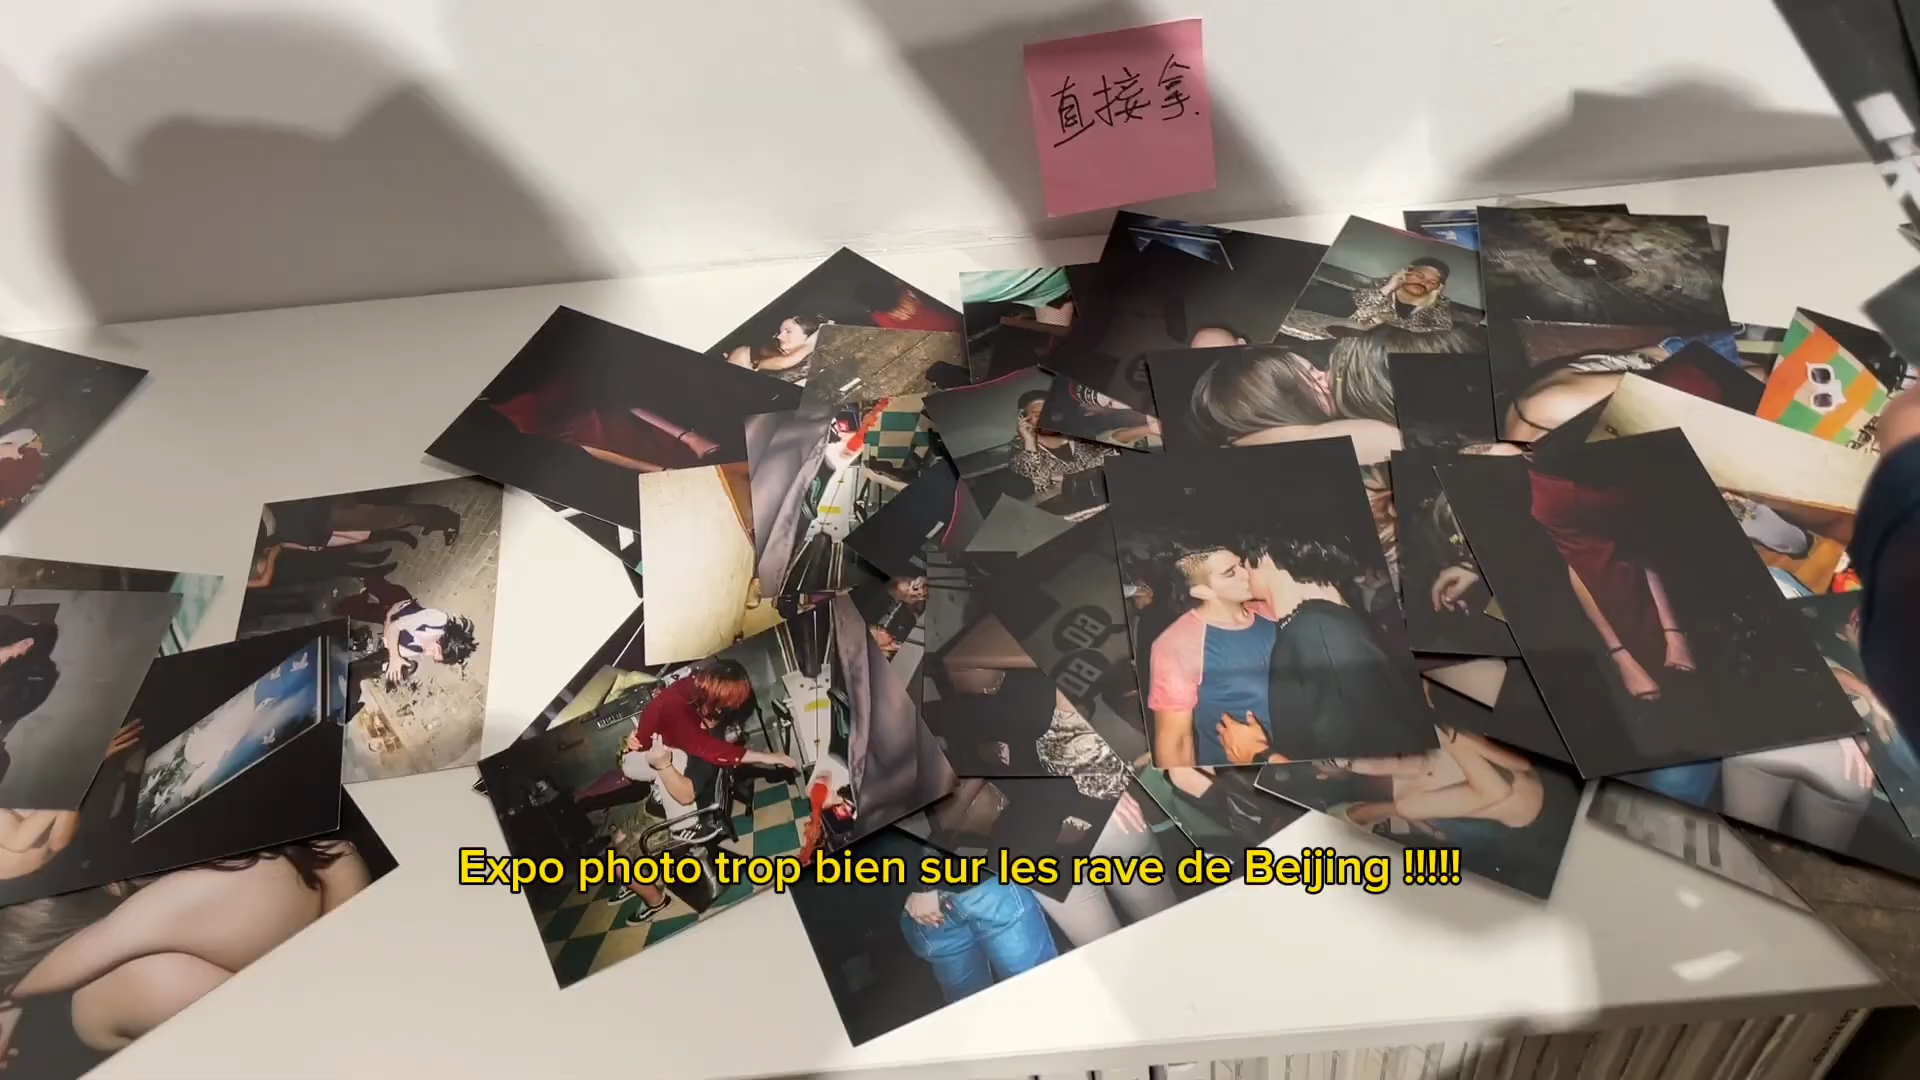 直接拿.
Expo photo trop bien sur les rave de Beijing !!!!!